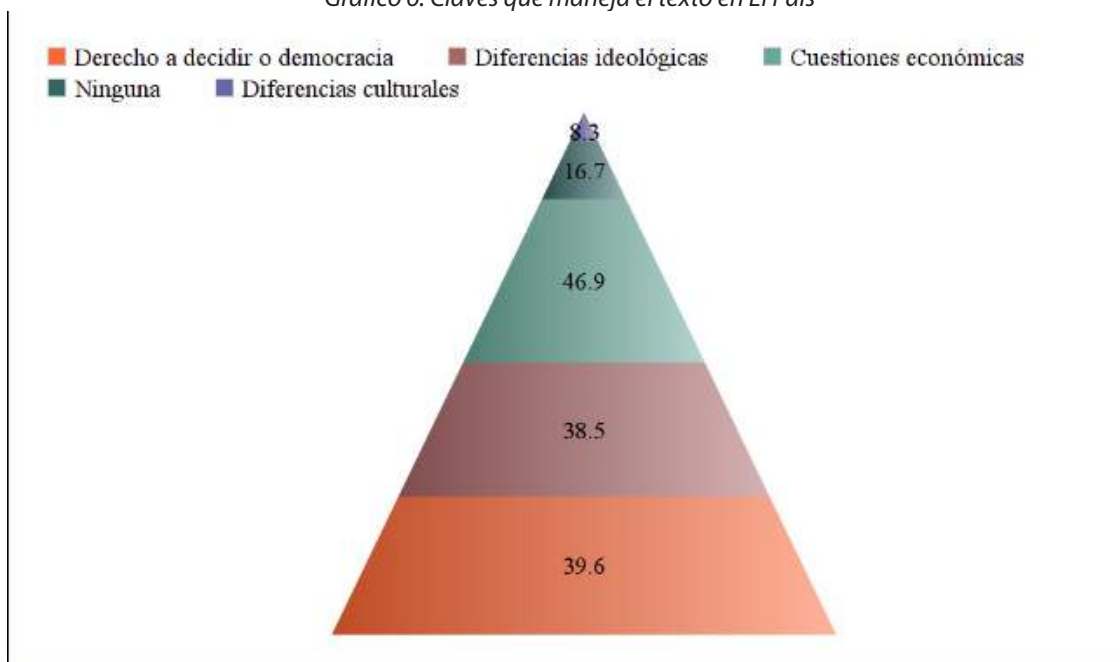 Gráfico 6. Claves que maneja el texto en El País
Derecho a decidir o democracia Diferencias ideológicas Cuestiones económicas
Ninguna Diferencias culturales
8.3
16.7
46.9
38.5
39.6